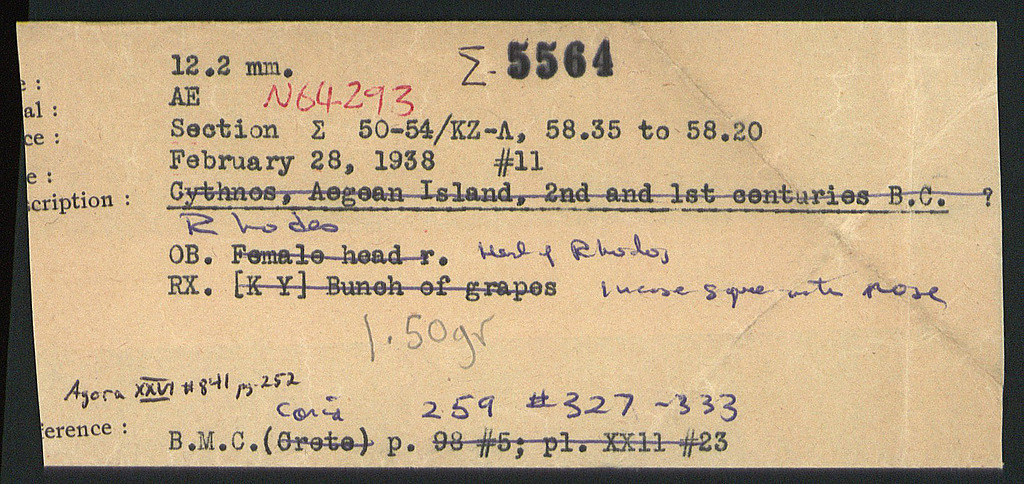 12.2 mm. Σ-5564
e :
AE N64293
al :
Section Σ 50-54/KZ-Λ, 58.35 to 58.20
ce :
February 28, 1938 #11
e :
Cythnos, Aegean Island, 2nd and 1st centuries B.C. ?
cription :
Rhodes
OB. Female head r. Head of Rhodos
RX. [K Y] Bunch of grapes incuse square with rose
1.50gr
Agora XXVI #841 pg. 252
Caria 259 #327-333
erence :
B.M.C.(Crete) p. 98 #5; pl. XX11 #23